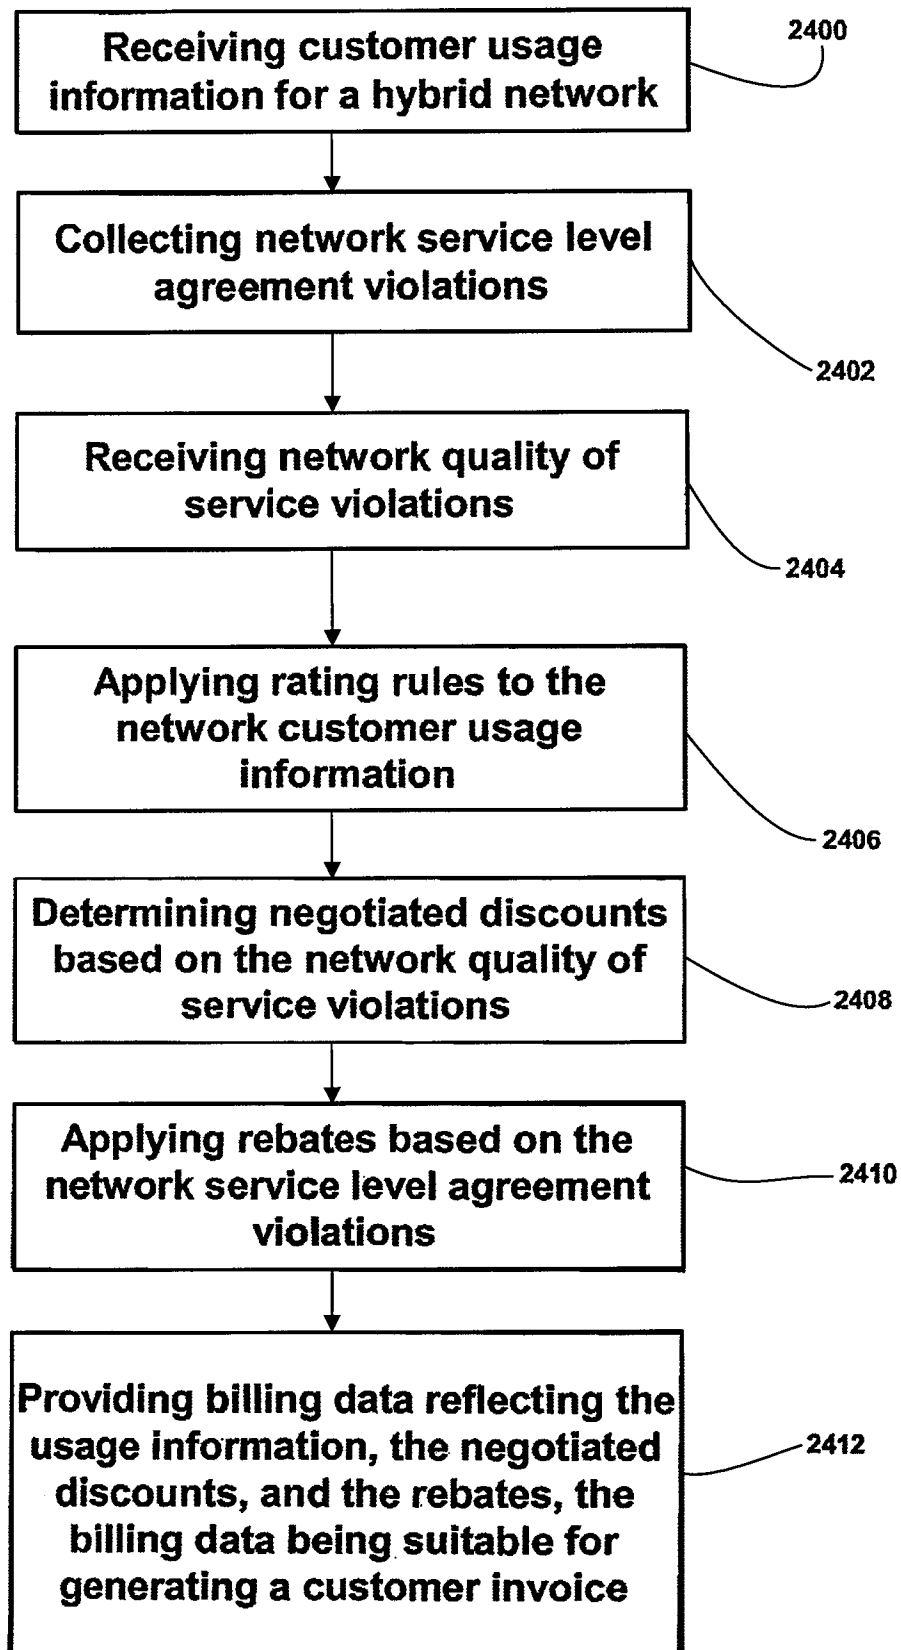 Receiving customer usage
information for a hybrid network
2400
Collecting network service level
agreement violations
2402
Receiving network quality of
service violations
2404
Applying rating rules to the
network customer usage
information
2406
Determining negotiated discounts
based on the network quality of
service violations
2408
Applying rebates based on the
network service level agreement
violations
2410
Providing billing data reflecting the
usage information, the negotiated
discounts, and the rebates, the
billing data being suitable for
generating a customer invoice
2412